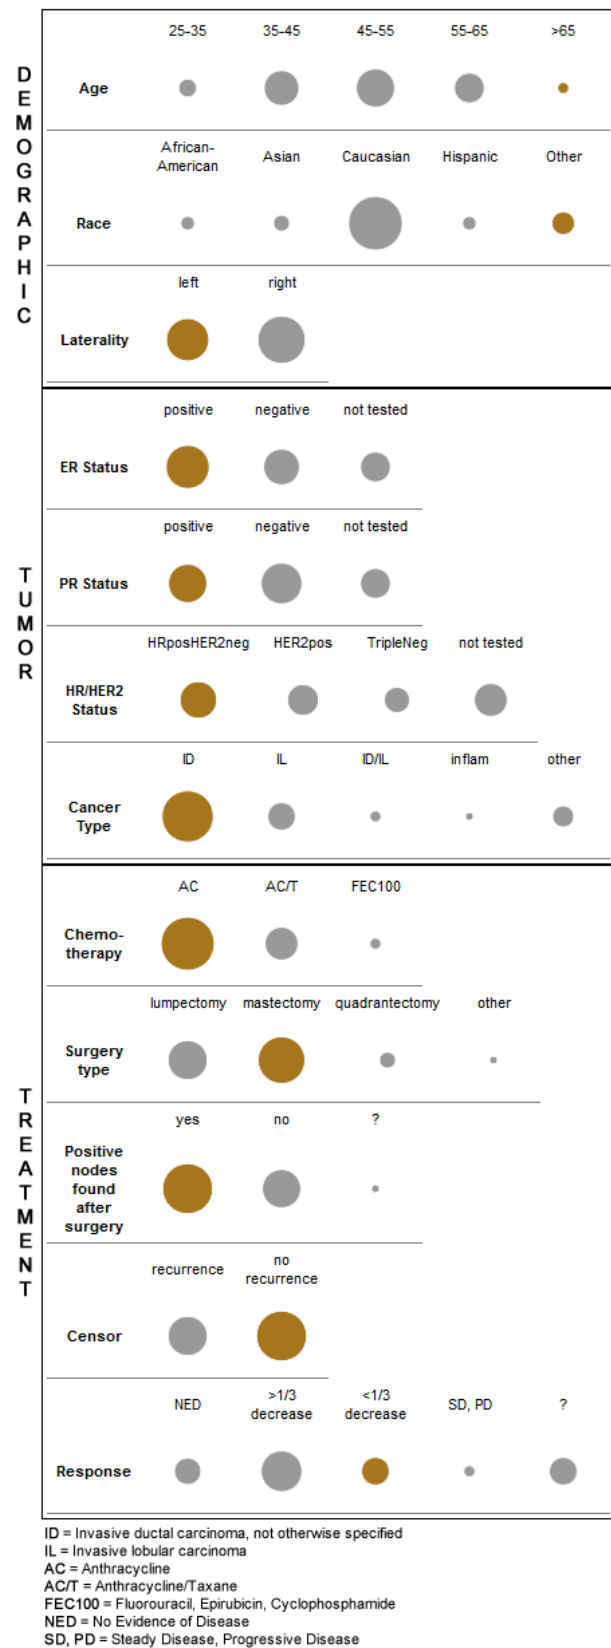 DEMOGRAPHIC
25-35 35-45 45-55 55-65 >65
Age
African-
American Asian Caucasian Hispanic Other
Race
left right
Laterality
TUMOR
positive negative not tested
ER Status
positive negative not tested
PR Status
HRposHER2neg HER2pos TripleNeg not tested
HR/HER2
Status
ID IL ID/IL inflam other
Cancer
Type
TREATMENT
AC AC/T FEC100
Chemo-
therapy
lumpectomy mastectomy quadrantectomy other
Surgery
type
yes no ?
Positive
nodes
found
after
surgery
recurrence no
recurrence
Censor
NED >1/3
decrease <1/3
decrease SD, PD ?
Response
ID = Invasive ductal carcinoma, not otherwise specified
IL = Invasive lobular carcinoma
AC = Anthracycline
AC/T = Anthracycline/Taxane
FEC100 = Fluorouracil, Epirubicin, Cyclophosphamide
NED = No Evidence of Disease
SD, PD = Steady Disease, Progressive Disease